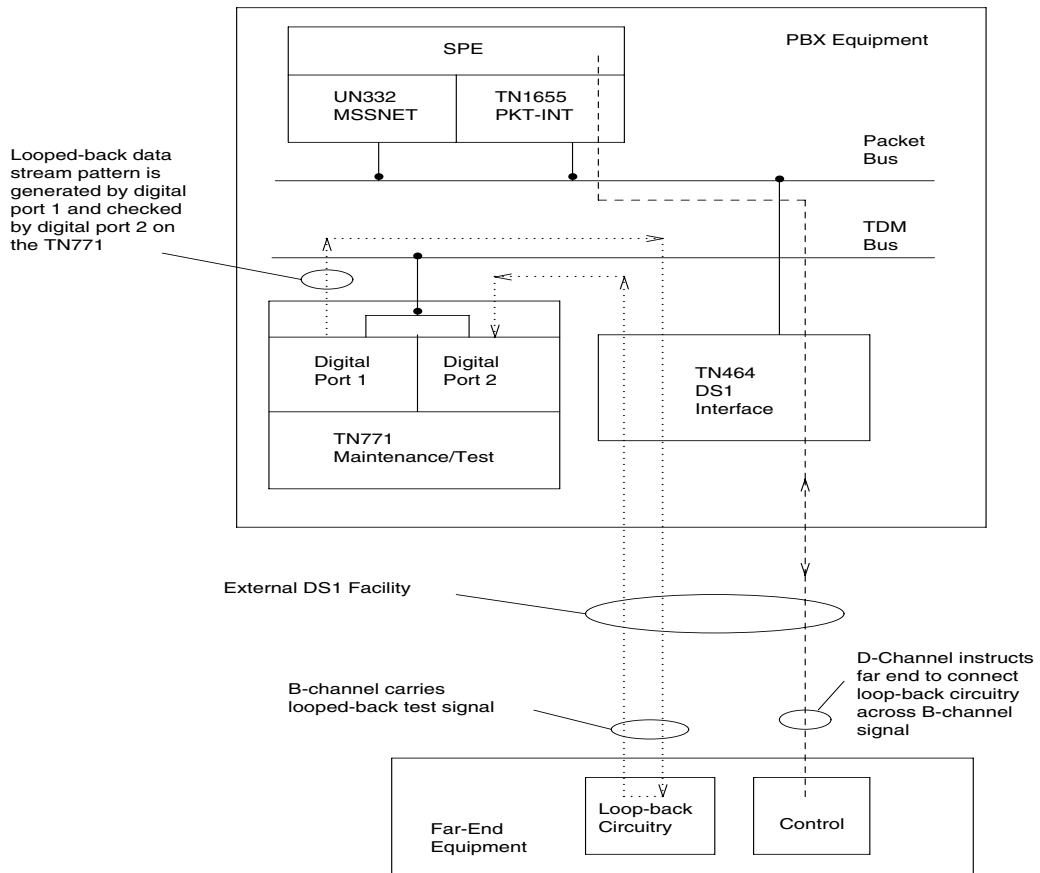 SPE
PBX Equipment
UN332
MSSNET
TN1655
PKT-INT
Packet
Bus
Looped-back data
stream pattern is
generated by digital
port 1 and checked
by digital port 2 on
the TN771
TDM
Bus
Digital
Port 1
Digital
Port 2
TN464
DS1
Interface
TN771
Maintenance/Test
External DS1 Facility
B-channel carries
looped-back test signal
D-Channel instructs
far end to connect
loop-back circuitry
across B-channel
signal
Loop-back
Circuitry
Control
Far-End
Equipment